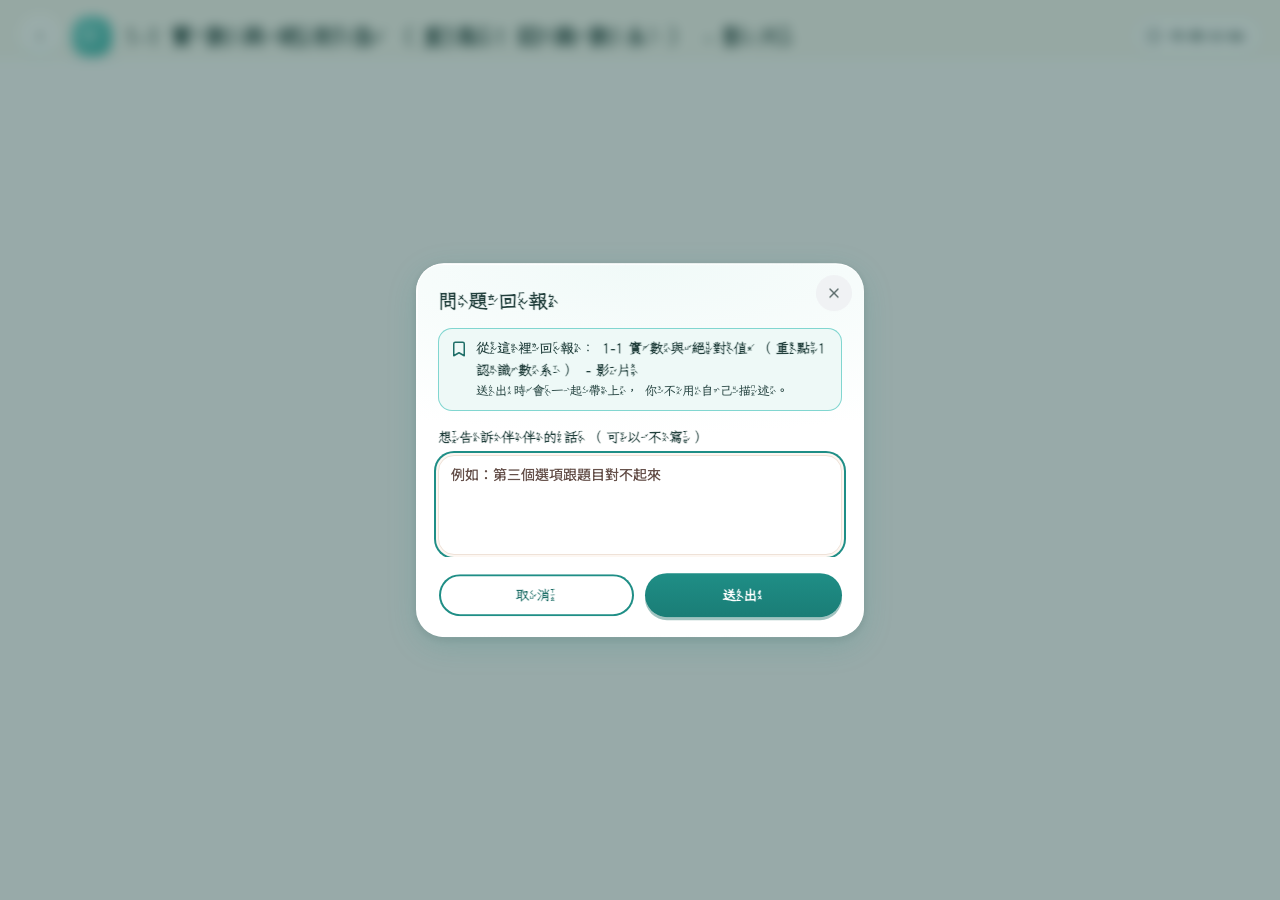 問題回報
從這裡回報： 1-1 實數與絕對值（重點1
認識數系） - 影片
送出時會一起帶上， 你不用自己描述。
想告訴伴伴的話（可以不寫）
例如：第三個選項跟題目對不起來
取消
送出